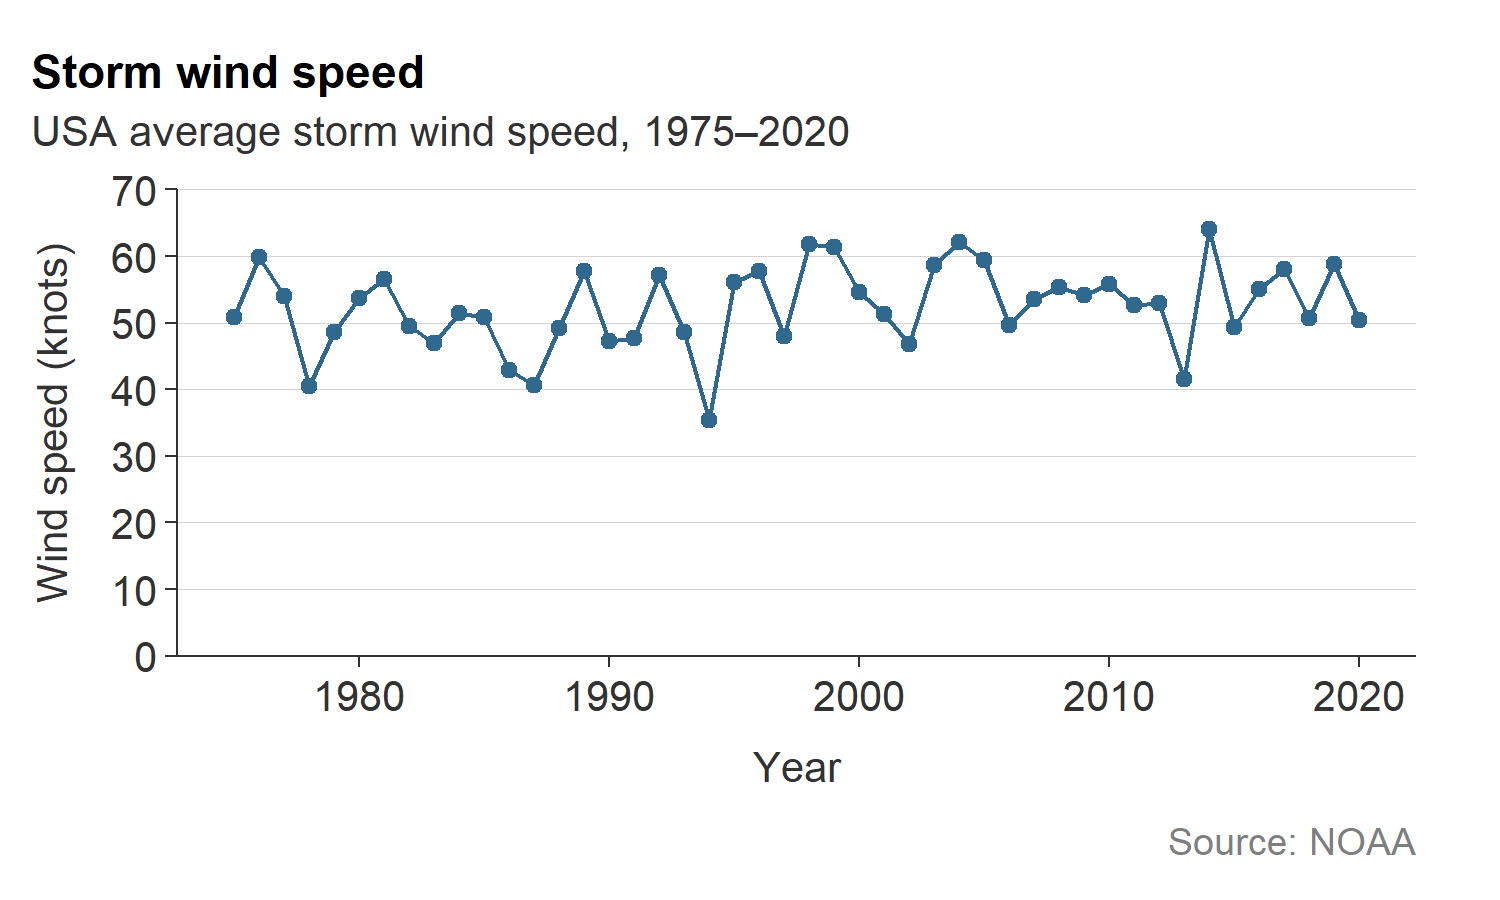 Storm wind speed
USA average storm wind speed, 1975–2020
70
60
50
40
30
20
10
0
Wind speed (knots)
1980 1990 2000 2010 2020
Year
Source: NOAA